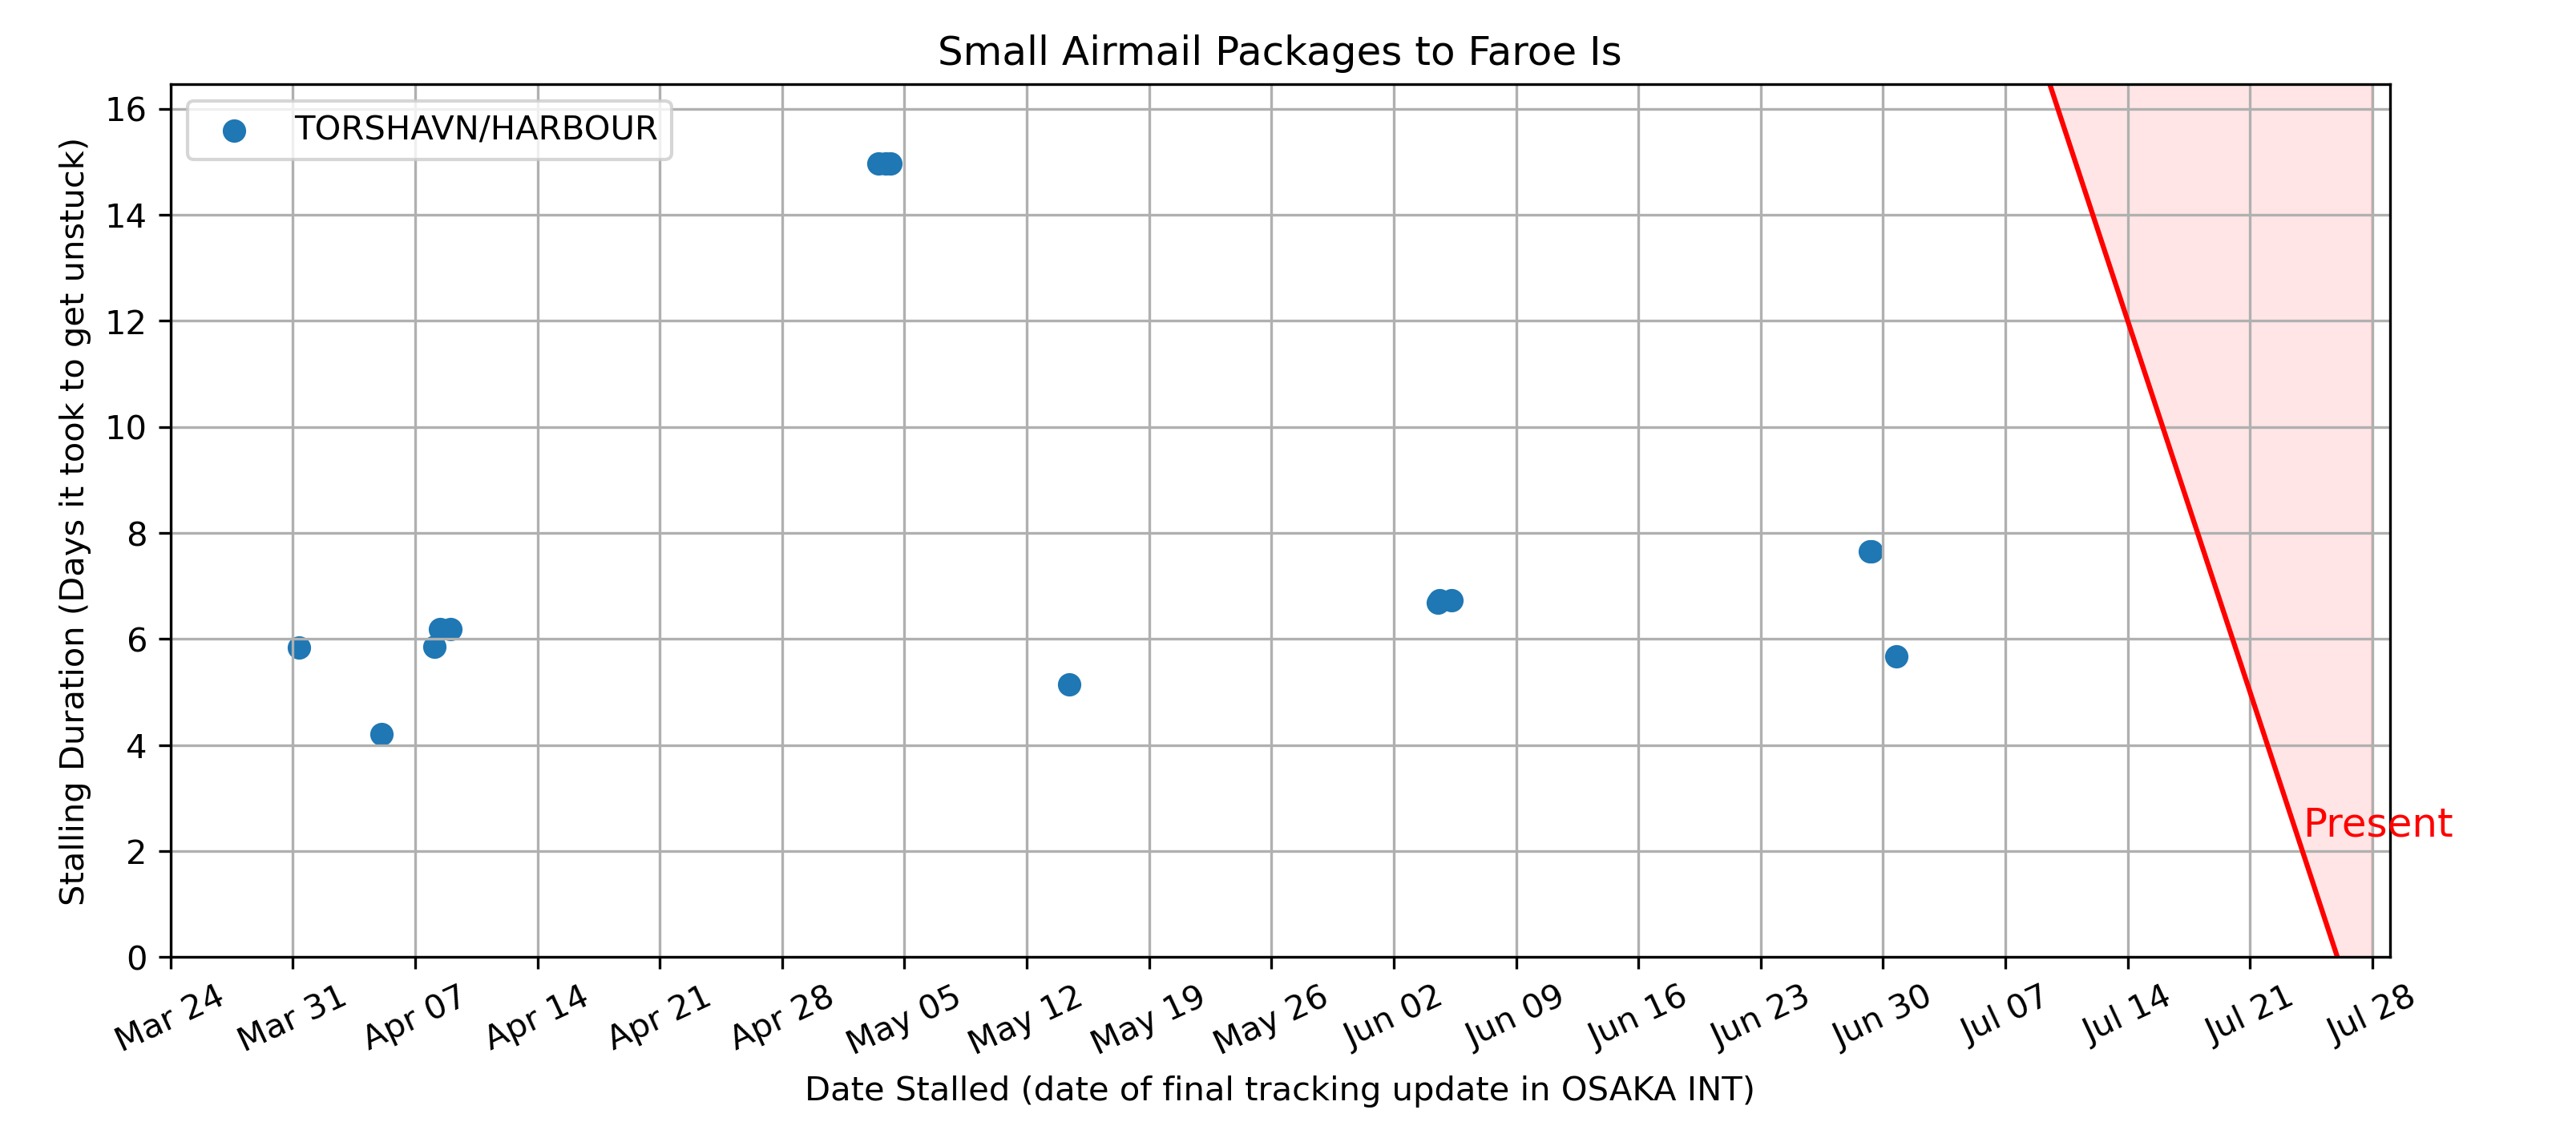 Small Airmail Packages to Faroe Is
TORSHAVN/HARBOUR
Stalling Duration (Days it took to get unstuck)
16
14
12
10
8
6
4
2
0
Present
Mar 24
Mar 31
Apr 07
Apr 14
Apr 21
Apr 28
May 05
May 12
May 19
May 26
Jun 02
Jun 09
Jun 16
Jun 23
Jun 30
Jul 07
Jul 14
Jul 21
Jul 28
Date Stalled (date of final tracking update in OSAKA INT)